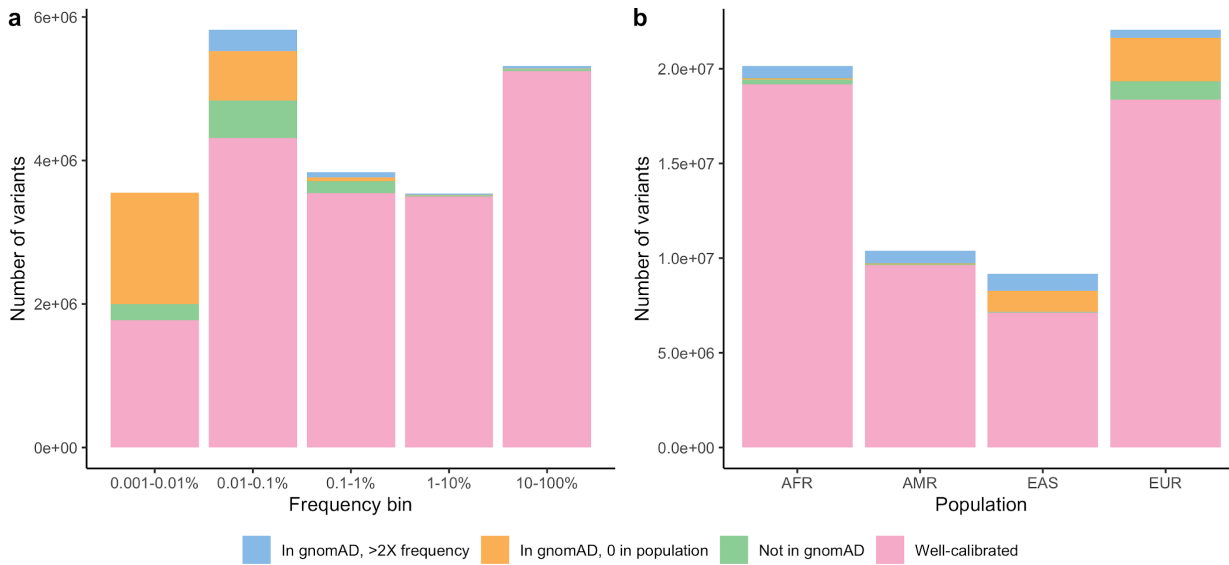 a
6e+06
4e+06
2e+06
0e+00
Number of variants
0.001-0.01%
0.01-0.1%
0.1-1%
1-10%
10-100%
Frequency bin
b
2.0e+07
1.5e+07
1.0e+07
5.0e+06
0.0e+00
Number of variants
AFR
AMR
EAS
EUR
Population
In gnomAD, >2X frequency
In gnomAD, 0 in population
Not in gnomAD
Well-calibrated